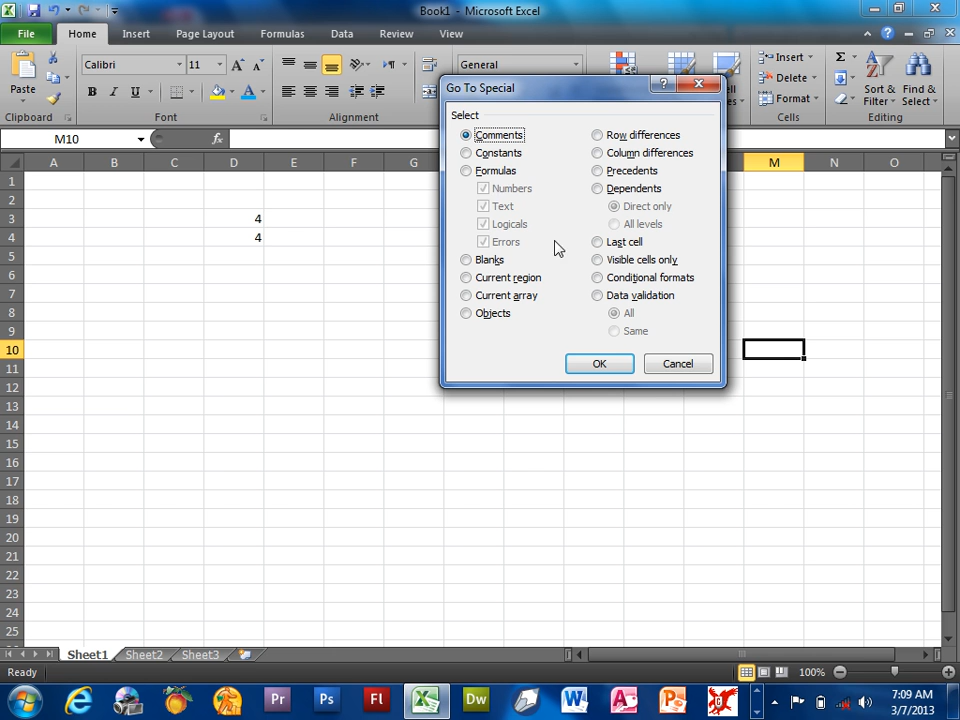 Book1 - Microsoft Excel
File Home Insert Page Layout Formulas Data Review View
Paste
Clipboard
Calibri 11
B I U
A A
A
Font
Alignment
General
Insert
Delete
Format
Cells
Σ
Sort & Filter
Find & Select
Editing
M10
fx
A B C D E F G M N O
1
2
3 4
4 4
5
6
7
8
9
10
11
12
13
14
15
16
17
18
19
20
21
22
23
24
25
Go To Special
?
Select
Comments
Constants
Formulas
Numbers
Text
Logicals
Errors
Blanks
Current region
Current array
Objects
Row differences
Column differences
Precedents
Dependents
Direct only
All levels
Last cell
Visible cells only
Conditional formats
Data validation
All
Same
OK Cancel
Sheet1 Sheet2 Sheet3
Ready
100%
Pr Ps Fl Dw W A P
7:09 AM
3/7/2013